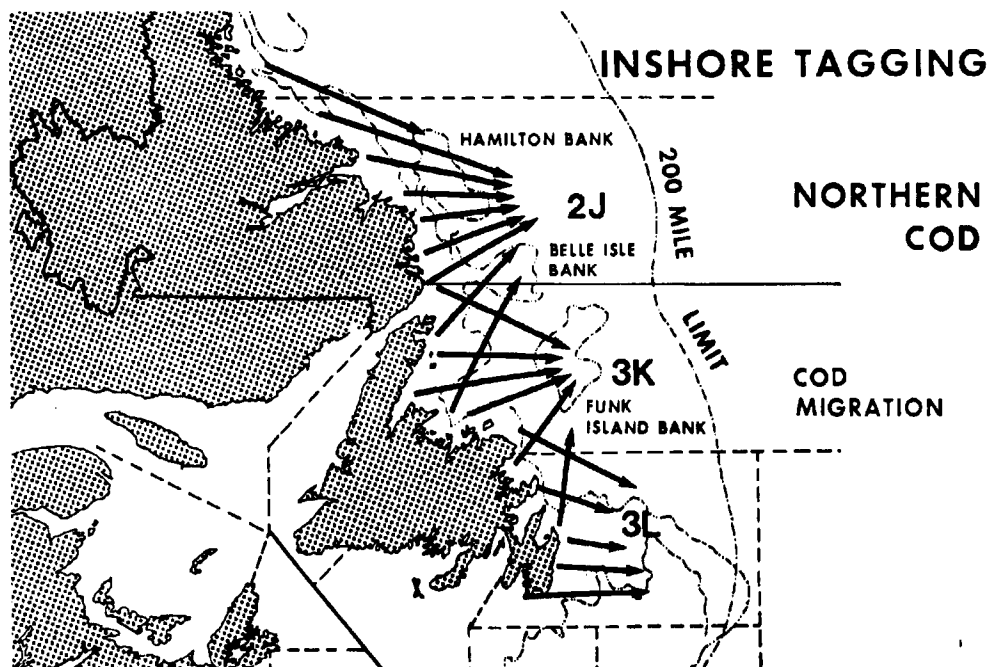 INSHORE TAGGING
HAMILTON BANK
200 MILE
NORTHERN
COD
2J
BELLE ISLE
BANK
LIMIT
3K
COD
MIGRATION
FUNK
ISLAND BANK
3L